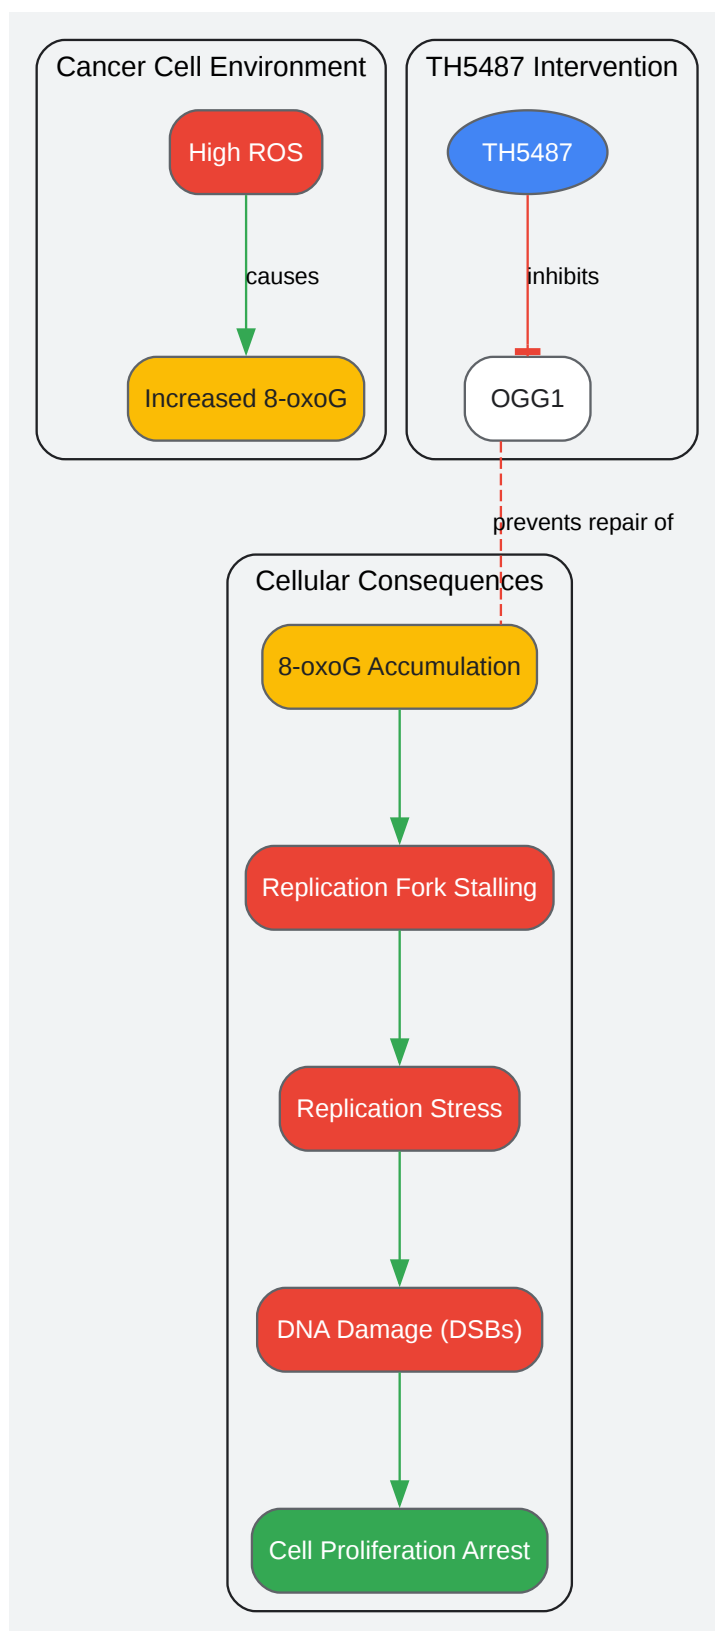 Cancer Cell Environment
High ROS
causes
Increased 8-oxoG
TH5487 Intervention
TH5487
inhibits
OGG1
prevents repair of
Cellular Consequences
8-oxoG Accumulation
Replication Fork Stalling
Replication Stress
DNA Damage (DSBs)
Cell Proliferation Arrest